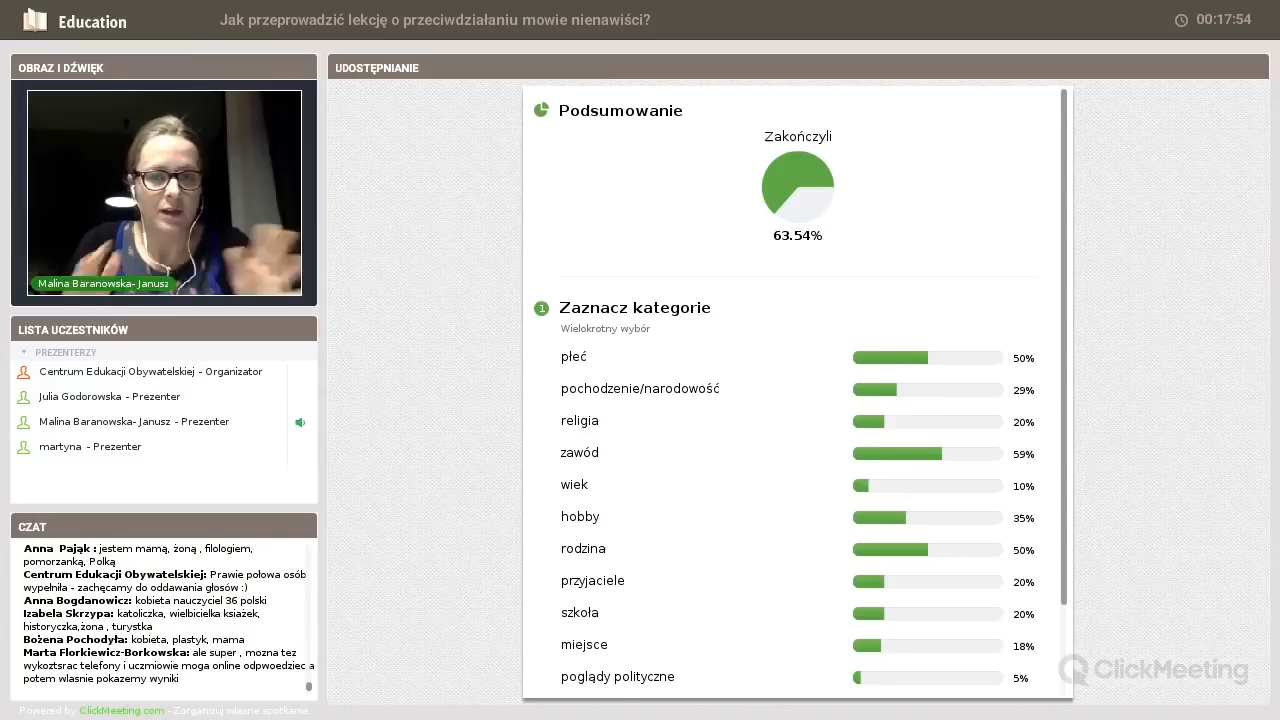 Education
Jak przeprowadzić lekcję o przeciwdziałaniu mowie nienawiści?
00:17:54
OBRAZ I DŹWIĘK
Malina Baranowska- Janusz
LISTA UCZESTNIKÓW
PREZENTERZY
Centrum Edukacji Obywatelskiej - Organizator
Julia Godorowska - Prezenter
Malina Baranowska- Janusz - Prezenter
martyna - Prezenter
CZAT
Anna Pająk : jestem mamą, żoną , filologiem,
pomorzanką, Polką
Centrum Edukacji Obywatelskiej: Prawie połowa osób
wypełniła - zachęcamy do oddawania głosów :)
Anna Bogdanowicz: kobieta nauczyciel 36 polski
Izabela Skrzypa: katoliczka, wielbicielka książek,
historyczka,żona , turystka
Bożena Pochodyła: kobieta, plastyk, mama
Marta Florkiewicz-Borkowska: ale super , mozna tez
wykoztsrac telefony i uczmiowie moga online odpwoedziec a
potem wlasnie pokazemy wyniki
Powered by ClickMeeting.com - Zorganizuj własne spotkanie
UDOSTĘPNIANIE
Podsumowanie
Zakończyli
63.54%
1 Zaznacz kategorie
Wielokrotny wybór
płeć 50%
pochodzenie/narodowość 29%
religia 20%
zawód 59%
wiek 10%
hobby 35%
rodzina 50%
przyjaciele 20%
szkoła 20%
miejsce 18%
poglądy polityczne 5%
ClickMeeting